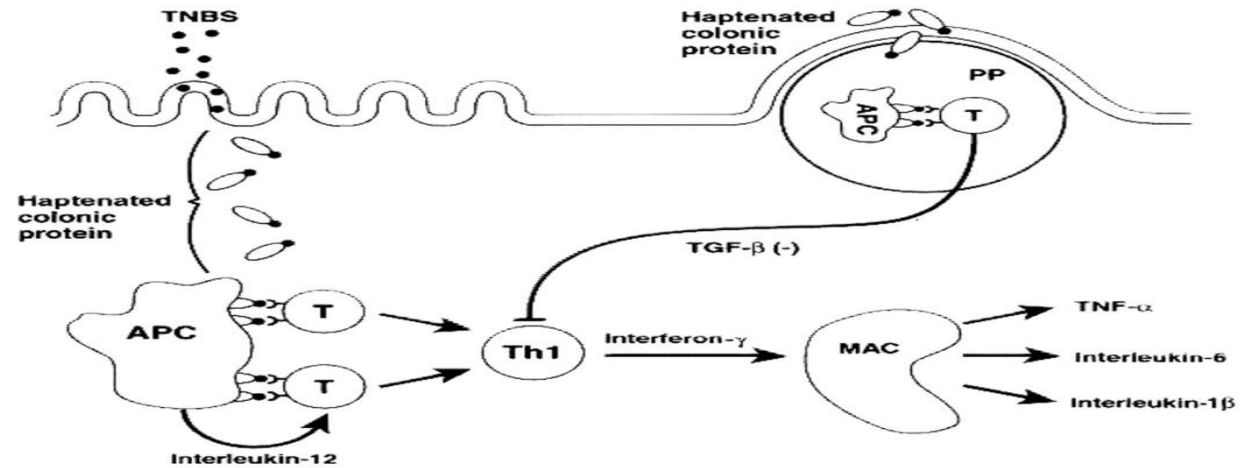 TNBS
Haptenated
colonic
protein
PP
APC
T
Haptenated
colonic
protein
TGF-β (-)
APC
T
T
Th1
Interferon-γ
MAC
TNF-α
Interleukin-6
Interleukin-1β
Interleukin-12